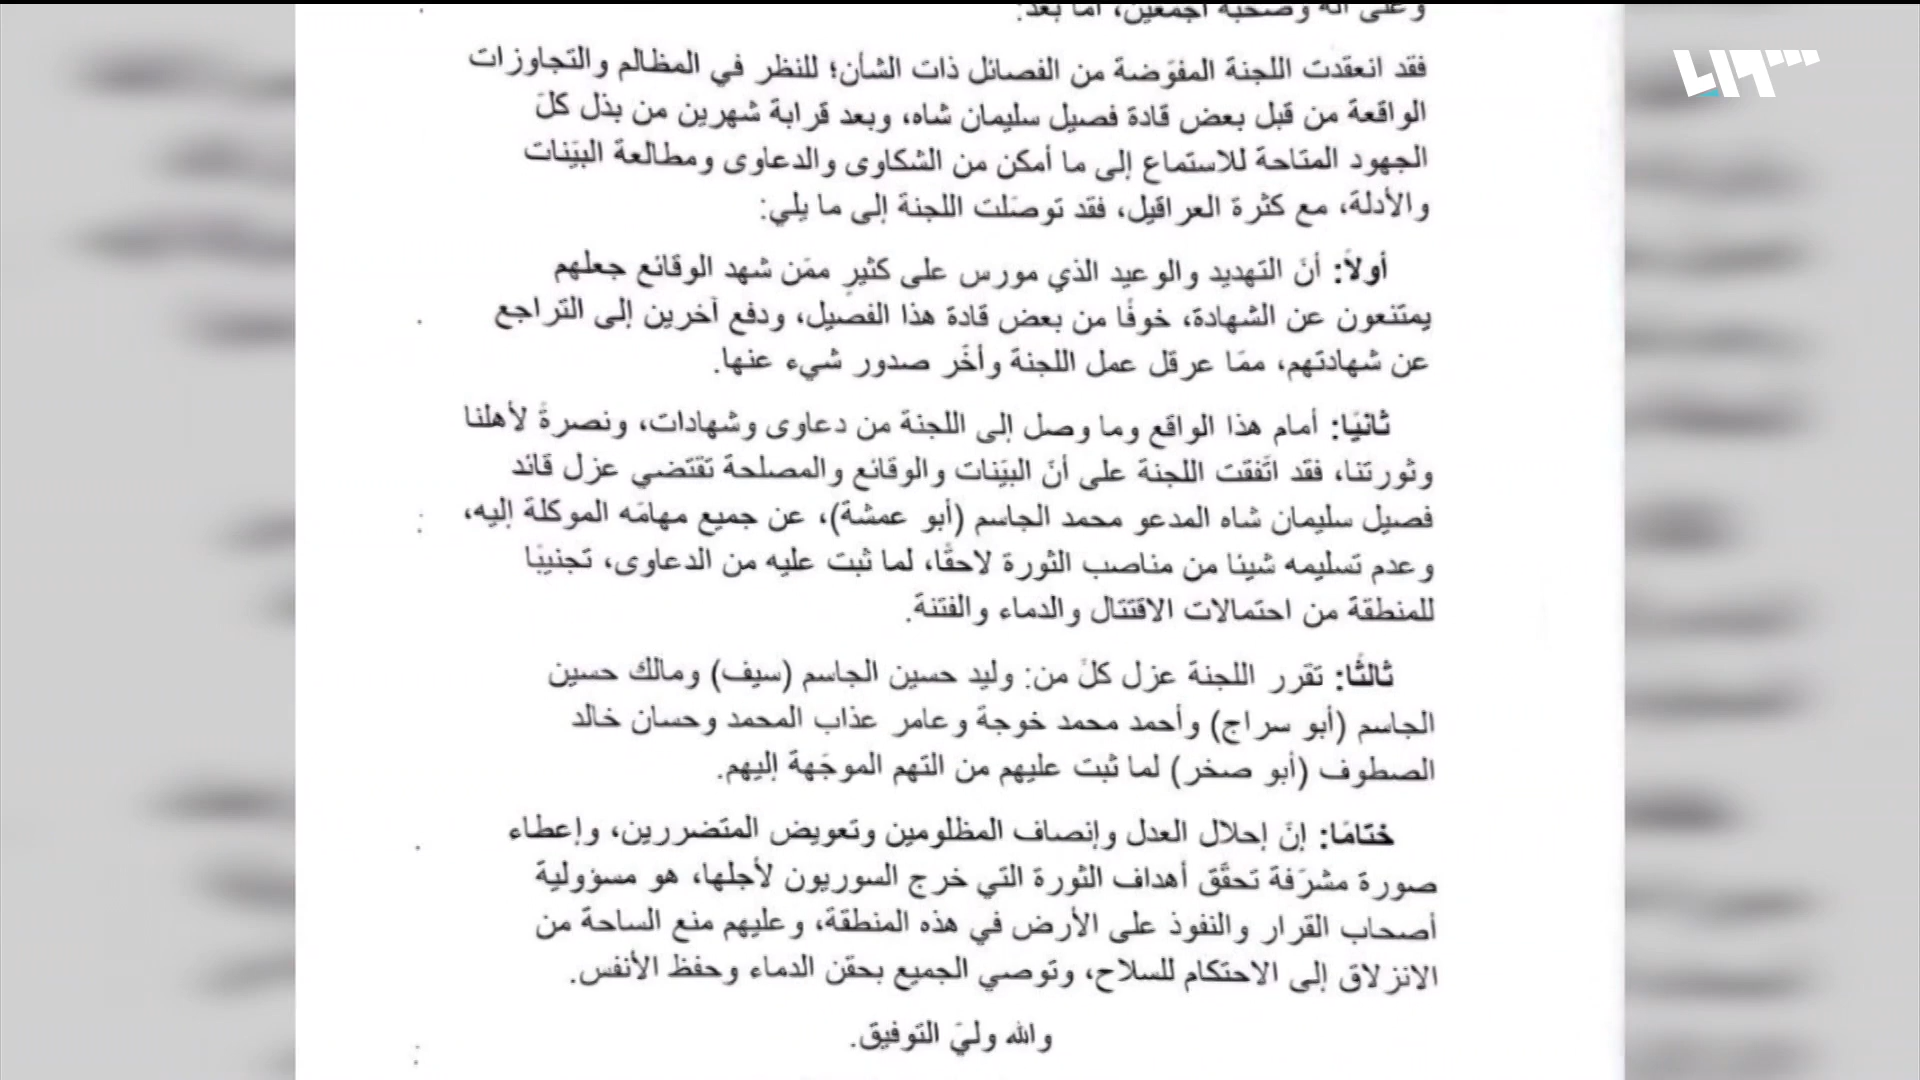 وعلى آله وصحبه أجمعين، أما بعد:
فقد انعقدت اللجنة المفوّضة من الفصائل ذات الشأن؛ للنظر في المظالم والتجاوزات
الواقعة من قبل بعض قادة فصيل سليمان شاه، وبعد قرابة شهرين من بذل كلّ
الجهود المتاحة للاستماع إلى ما أمكن من الشكاوى والدعاوى ومطالعة البيّنات
والأدلة، مع كثرة العراقيل، فقد توصّلت اللجنة إلى ما يلي:
أولاً: أنّ التهديد والوعيد الذي مورس على كثيرٍ ممّن شهد الوقائع جعلهم
يمتنعون عن الشهادة، خوفًا من بعض قادة هذا الفصيل، ودفع آخرين إلى التراجع
عن شهادتهم، ممّا عرقل عمل اللجنة وأخّر صدور شيء عنها.
ثانيًا: أمام هذا الواقع وما وصل إلى اللجنة من دعاوى وشهادات، ونصرةً لأهلنا
وثورتنا، فقد اتّفقت اللجنة على أنّ البيّنات والوقائع والمصلحة تقتضي عزل قائد
فصيل سليمان شاه المدعو محمد الجاسم (أبو عمشة)، عن جميع مهامّه الموكلة إليه،
وعدم تسليمه شيئا من مناصب الثورة لاحقًا، لما ثبت عليه من الدعاوى، تجنيبًا
للمنطقة من احتمالات الاقتتال والدماء والفتنة.
ثالثًا: تقرر اللجنة عزل كلّ من: وليد حسين الجاسم (سيف) ومالك حسين
الجاسم (أبو سراج) وأحمد محمد خوجة وعامر عذاب المحمد وحسان خالد
الصطوف (أبو صخر) لما ثبت عليهم من التهم الموجّهة إليهم.
ختامًا: إنّ إحلال العدل وإنصاف المظلومين وتعويض المتضررين، وإعطاء
صورة مشرّفة تحقّق أهداف الثورة التي خرج السوريون لأجلها، هو مسؤولية
أصحاب القرار والنفوذ على الأرض في هذه المنطقة، وعليهم منع الساحة من
الانزلاق إلى الاحتكام للسلاح، وتوصي الجميع بحقن الدماء وحفظ الأنفس.
والله وليّ التوفيق.